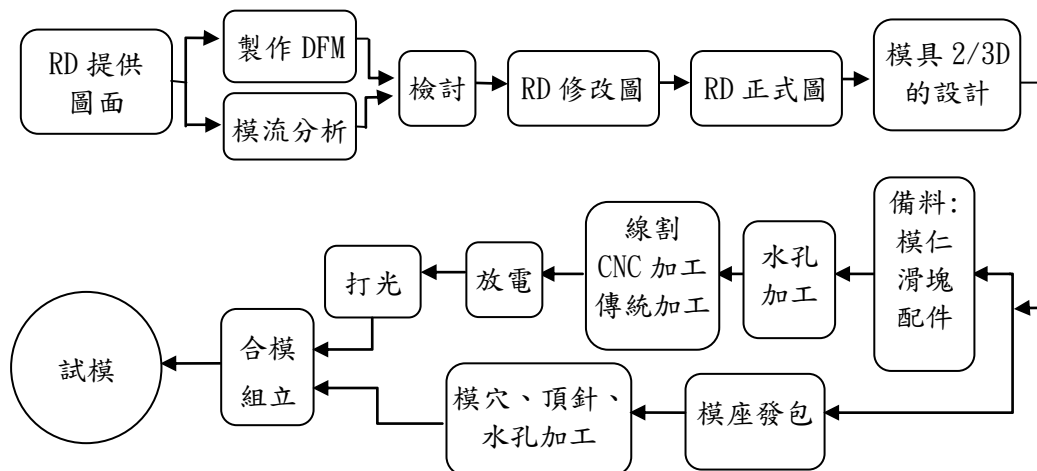 RD 提供
圖面
製作 DFM
模流分析
檢討
RD 修改圖
RD 正式圖
模具 2/3D
的設計
備料:
模仁
滑塊
配件
水孔
加工
線割
CNC 加工
傳統加工
放電
打光
合模
組立
試模
模座發包
模穴、頂針、
水孔加工